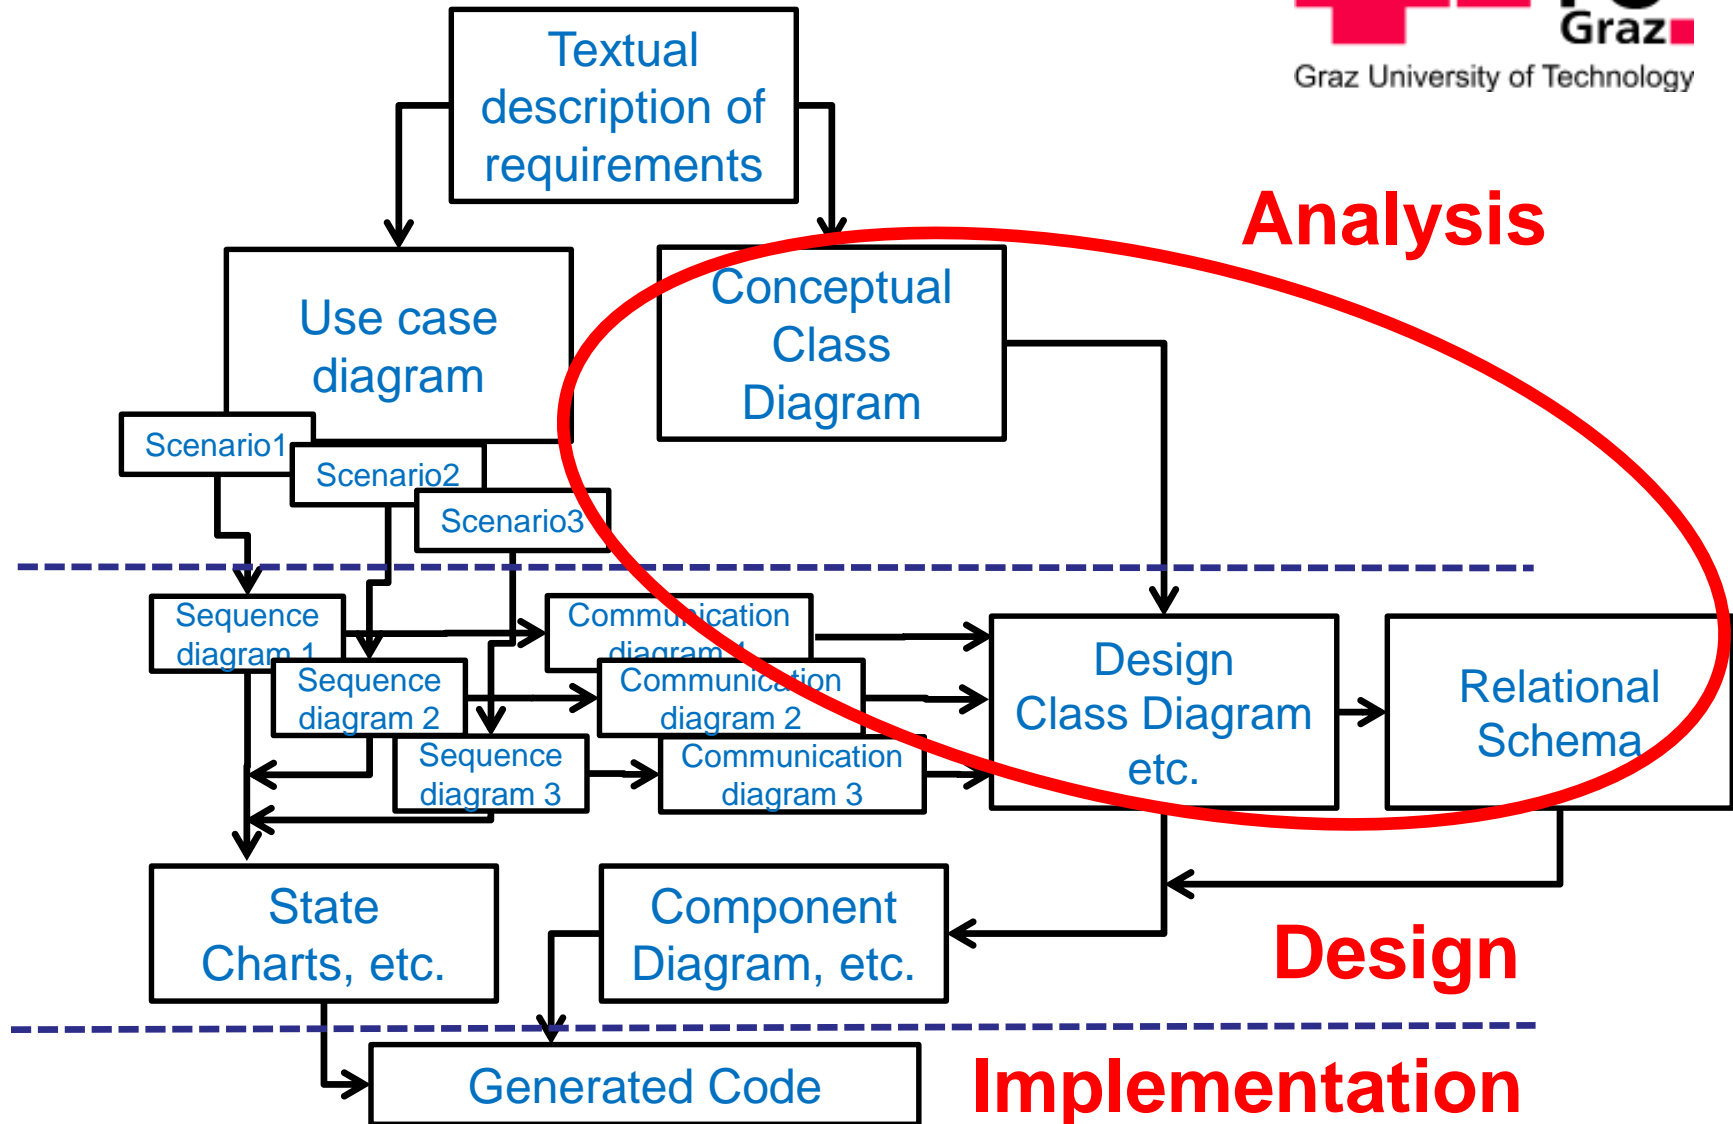 Graz
Graz University of Technology
Textual
description of
requirements
Analysis
Use case
diagram
Conceptual
Class
Diagram
Scenario1
Scenario2
Scenario3
Sequence
diagram 1
Communication
diagram 1
Sequence
diagram 2
Communication
diagram 2
Sequence
diagram 3
Communication
diagram 3
Design
Class Diagram
etc.
Relational
Schema
State
Charts, etc.
Component
Diagram, etc.
Design
Generated Code
Implementation